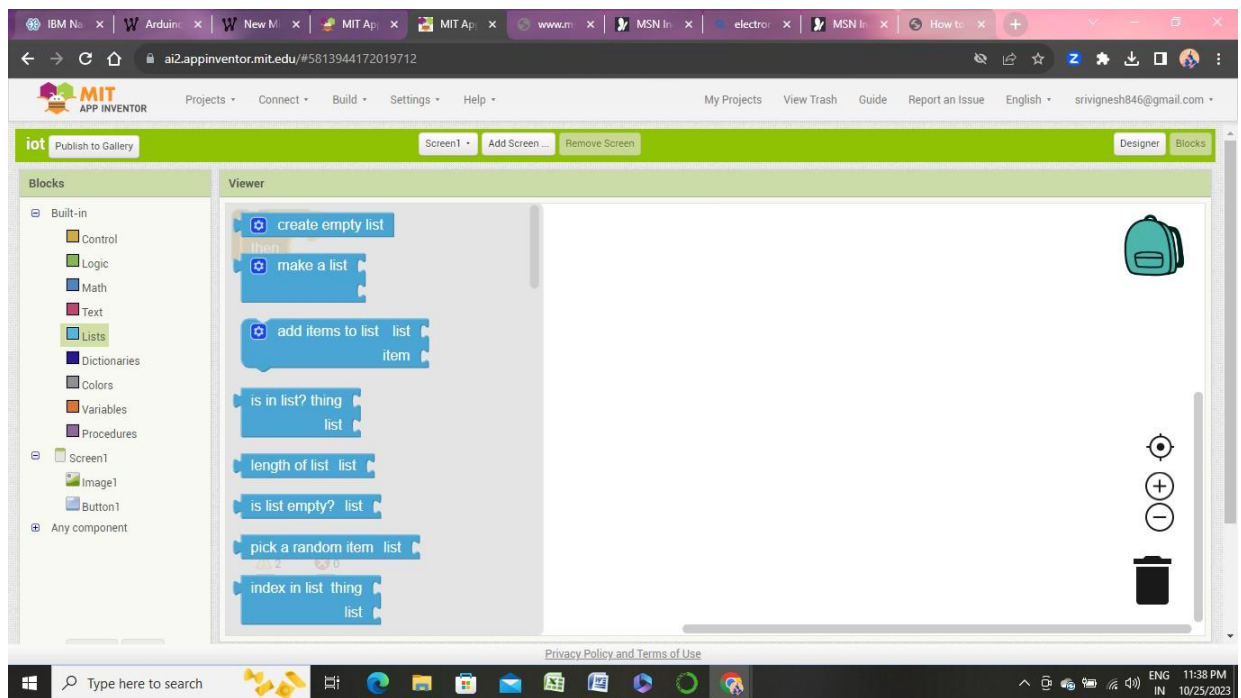 IBM Na
Arduin
New Mi
MIT Ap
MIT Ap
www.m
MSN In
electror
MSN In
How to
ai2.appinventor.mit.edu/#5813944172019712
MIT
APP INVENTOR
Projects
Connect
Build
Settings
Help
My Projects
View Trash
Guide
Report an Issue
English
srivignesh846@gmail.com
iot
Publish to Gallery
Screen1
Add Screen ...
Remove Screen
Designer
Blocks
Blocks
Viewer
Built-in
Control
Logic
Math
Text
Lists
Dictionaries
Colors
Variables
Procedures
Screen1
Image1
Button1
Any component
create empty list
then
make a list
add items to list list
item
is in list? thing
list
length of list list
is list empty? list
pick a random item list
2 0
index in list thing
list
Privacy Policy and Terms of Use
Type here to search
ENG
IN
11:38 PM
10/25/2023